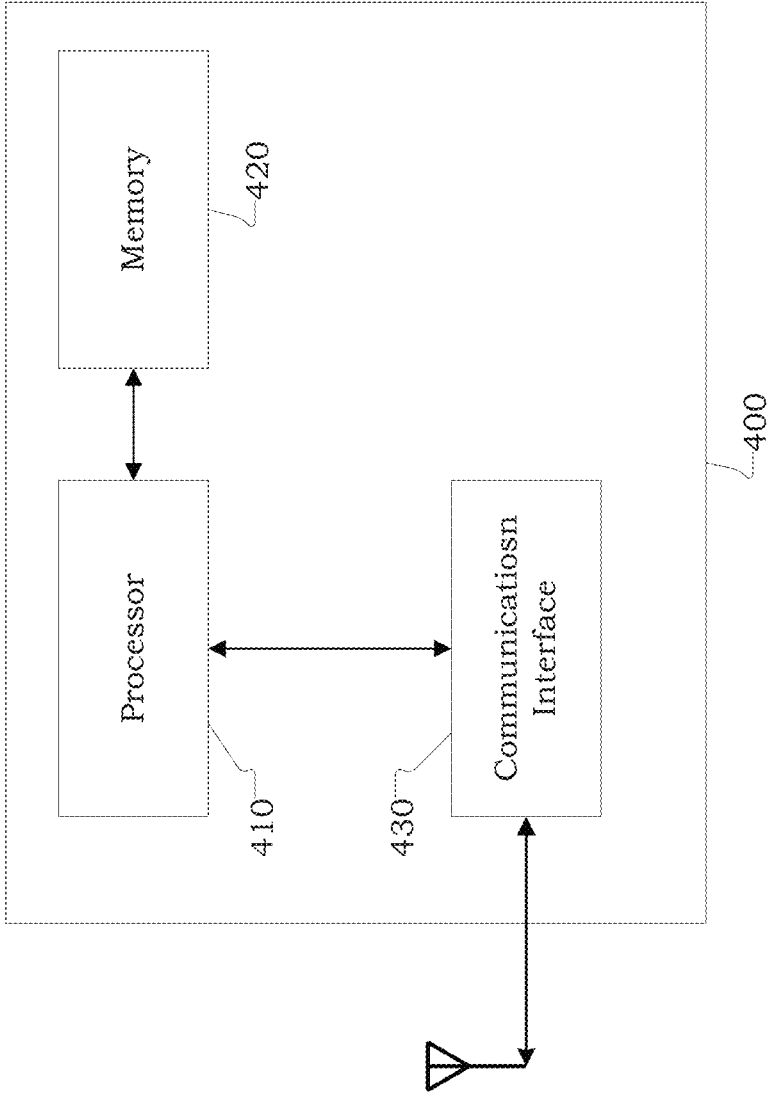 Processor
410
Memory
420
Communicatiosn
Interface
430
400